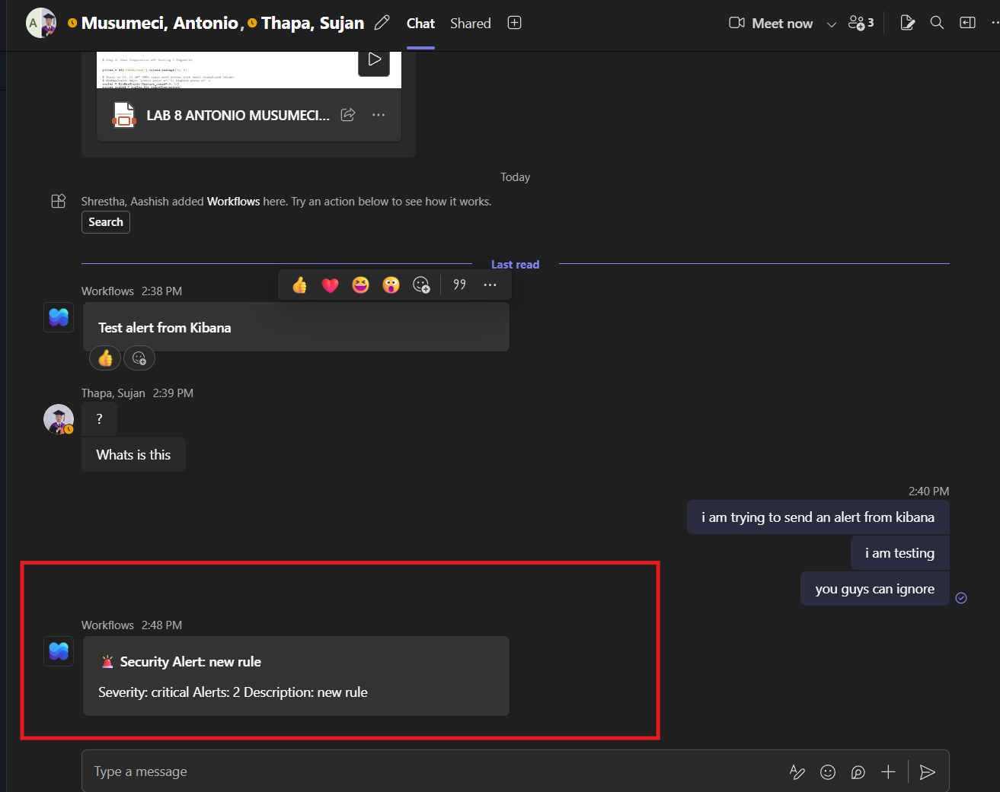 A
Musumeci, Antonio, Thapa, Sujan
Chat
Shared
Meet now
3
LAB 8 ANTONIO MUSUMECI...
Today
Shrestha, Aashish added Workflows here. Try an action below to see how it works.
Search
Last read
Workflows 2:38 PM
Test alert from Kibana
Thapa, Sujan 2:39 PM
?
Whats is this
2:40 PM
i am trying to send an alert from kibana
i am testing
you guys can ignore
Workflows 2:48 PM
Security Alert: new rule
Severity: critical Alerts: 2 Description: new rule
Type a message